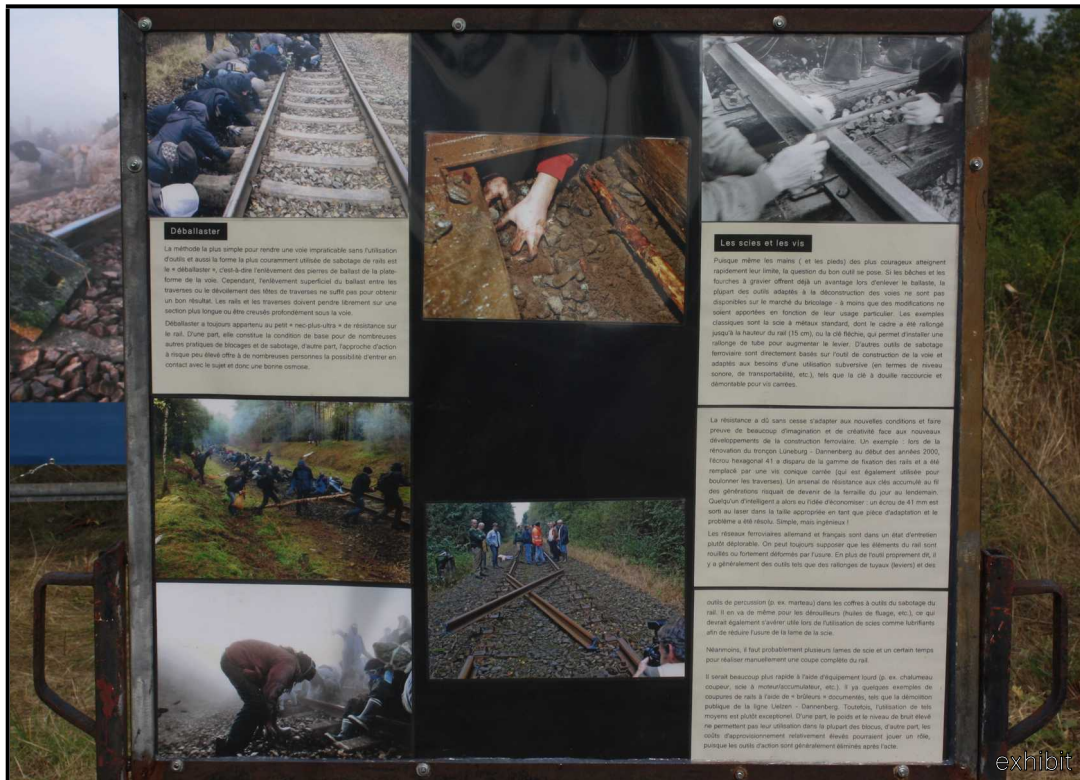 Déballaster
La méthode la plus simple pour rendre une voie impraticable sans l'utilisation
d'outils et aussi la forme la plus couramment utilisée de sabotage de rails est
le « déballaster », c'est-à-dire l'enlèvement des pierres de ballast de la plate-
forme de la voie. Cependant, l'enlèvement superficiel du ballast entre les
traverses ou le dévoilement des têtes de traverses ne suffit pas pour obtenir
un bon résultat. Les rails et les traverses doivent pendre librement sur une
section plus longue ou être creusés profondément sous la voie.
Déballaster a toujours appartenu au petit « nec-plus-ultra » de résistance sur
le rail. D'une part, elle constitue la condition de base pour de nombreuses
autres pratiques de blocages et de sabotage, d'autre part, l'approche d'action
à risque peu élevé offre à de nombreuses personnes la possibilité d'entrer en
contact avec le sujet et donc une bonne osmose.
Les scies et les vis
Puisque même les mains ( et les pieds) des plus courageux atteignent
rapidement leur limite, la question du bon outil se pose. Si les bêches et les
fourches à gravier offrant déjà un avantage lors d'enlever le ballaste, la
plupart des outils adaptés à la déconstruction des voies ne sont pas
disponibles sur le marché du bricolage - à moins que des modifications ne
soient apportées en fonction de leur usage particulier. Les exemples
classiques sont la scie à métaux standard, dont le cadre a été rallongé
jusqu'à la hauteur du rail (15 cm), ou la clé fléchie, qui permet d'installer une
rallonge de tube pour augmenter le levier. D'autres outils de sabotage
ferroviaire sont directement basés sur l'outil de construction de la voie et
adaptés aux besoins d'une utilisation subversive (en termes de niveau
sonore, de transportabilité, etc.), tels que la clé à douille raccourcie et
démontable pour vis carrées.
La résistance a dû sans cesse s'adapter aux nouvelles conditions et faire
preuve de beaucoup d'imagination et de créativité face aux nouveaux
développements de la construction ferroviaire. Un exemple : lors de la
rénovation du tronçon Lüneburg - Dannenberg au début des années 2000,
l'écrou hexagonal 41 a disparu de la gamme de fixation des rails et a été
remplacé par une vis conique carrée (qui est également utilisée pour
boulonner les traverses). Un arsenal de résistance aux clés accumulé au fil
des générations risquait de devenir de la ferraille du jour au lendemain.
Quelqu'un d'intelligent a alors eu l'idée d'économiser : un écrou de 41 mm est
sorti au laser dans la taille appropriée en tant que pièce d'adaptation et le
problème a été résolu. Simple, mais ingénieux !
Les réseaux ferroviaires allemand et français sont dans un état d'entretien
plutôt déplorable. On peut toujours supposer que les éléments du rail sont
rouillés ou fortement déformés par l'usure. En plus de l'outil proprement dit, il
y a généralement des outils tels que des rallonges de tuyaux (leviers) et des
outils de percussion (p. ex. marteau) dans les coffres à outils du sabotage du
rail. Il en va de même pour les dérouilleurs (huiles de fluage, etc.), ce qui
devrait également s'avérer utile lors de l'utilisation de scies comme lubrifiants
afin de réduire l'usure de la lame de la scie.
Néanmoins, il faut probablement plusieurs lames de scie et un certain temps
pour réaliser manuellement une coupe complète du rail.
Il serait beaucoup plus rapide à l'aide d'équipement lourd (p. ex. chalumeau
coupeur, scie à moteur/accumulateur, etc.). Il ya quelques exemples de
coupures de rails à l'aide de « brûleurs » documentés, tels que la démolition
publique de la ligne Uelzen - Dannenberg. Toutefois, l'utilisation de tels
moyens est plutôt exceptionel. D'une part, le poids et le niveau de bruit élevé
ne permettent pas leur utilisation dans la plupart des blocus, d'autre part, les
coûts d'approvisionnement relativement élevés pourraient jouer un rôle,
puisque les outils d'action sont généralement éliminés après l'acte.
exhibit